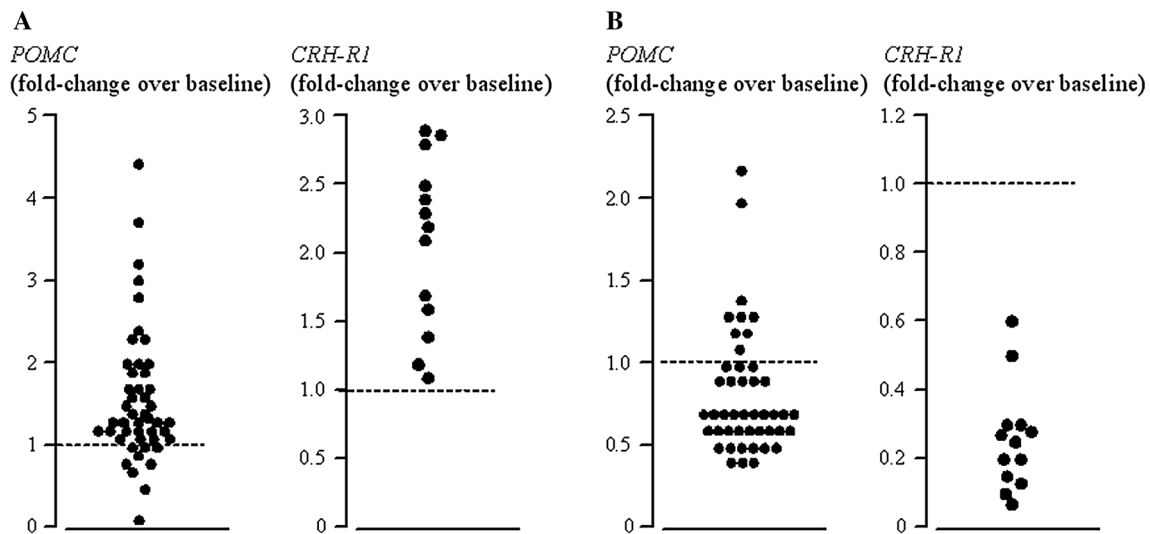 A
B
POMC
(fold-change over baseline)
CRH-R1
(fold-change over baseline)
POMC
(fold-change over baseline)
CRH-R1
(fold-change over baseline)
5
4
3
2
1
0
3.0
2.5
2.0
1.5
1.0
0.5
0
2.5
2.0
1.5
1.0
0.5
0
1.2
1.0
0.8
0.6
0.4
0.2
0